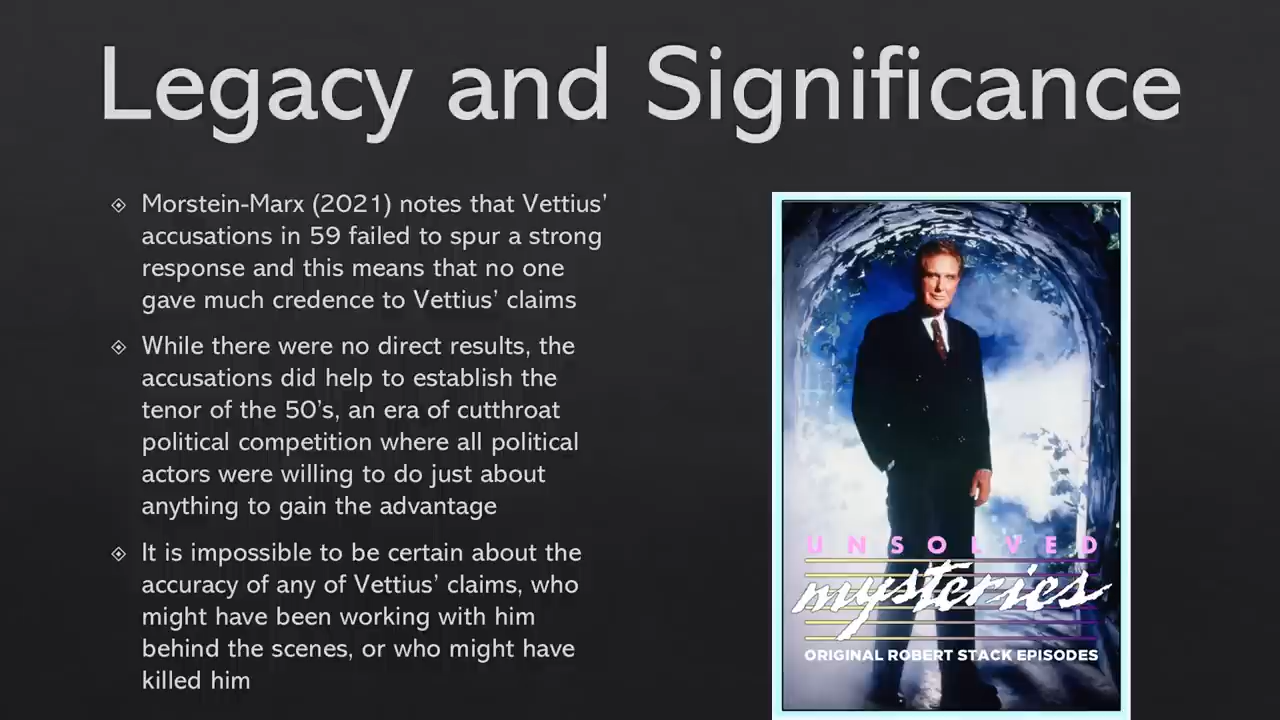 Legacy and Significance
Morstein-Marx (2021) notes that Vettius’
accusations in 59 failed to spur a strong
response and this means that no one
gave much credence to Vettius’ claims
While there were no direct results, the
accusations did help to establish the
tenor of the 50’s, an era of cutthroat
political competition where all political
actors were willing to do just about
anything to gain the advantage
It is impossible to be certain about the
accuracy of any of Vettius’ claims, who
might have been working with him
behind the scenes, or who might have
killed him
UNSOLVED
mysteries
ORIGINAL ROBERT STACK EPISODES